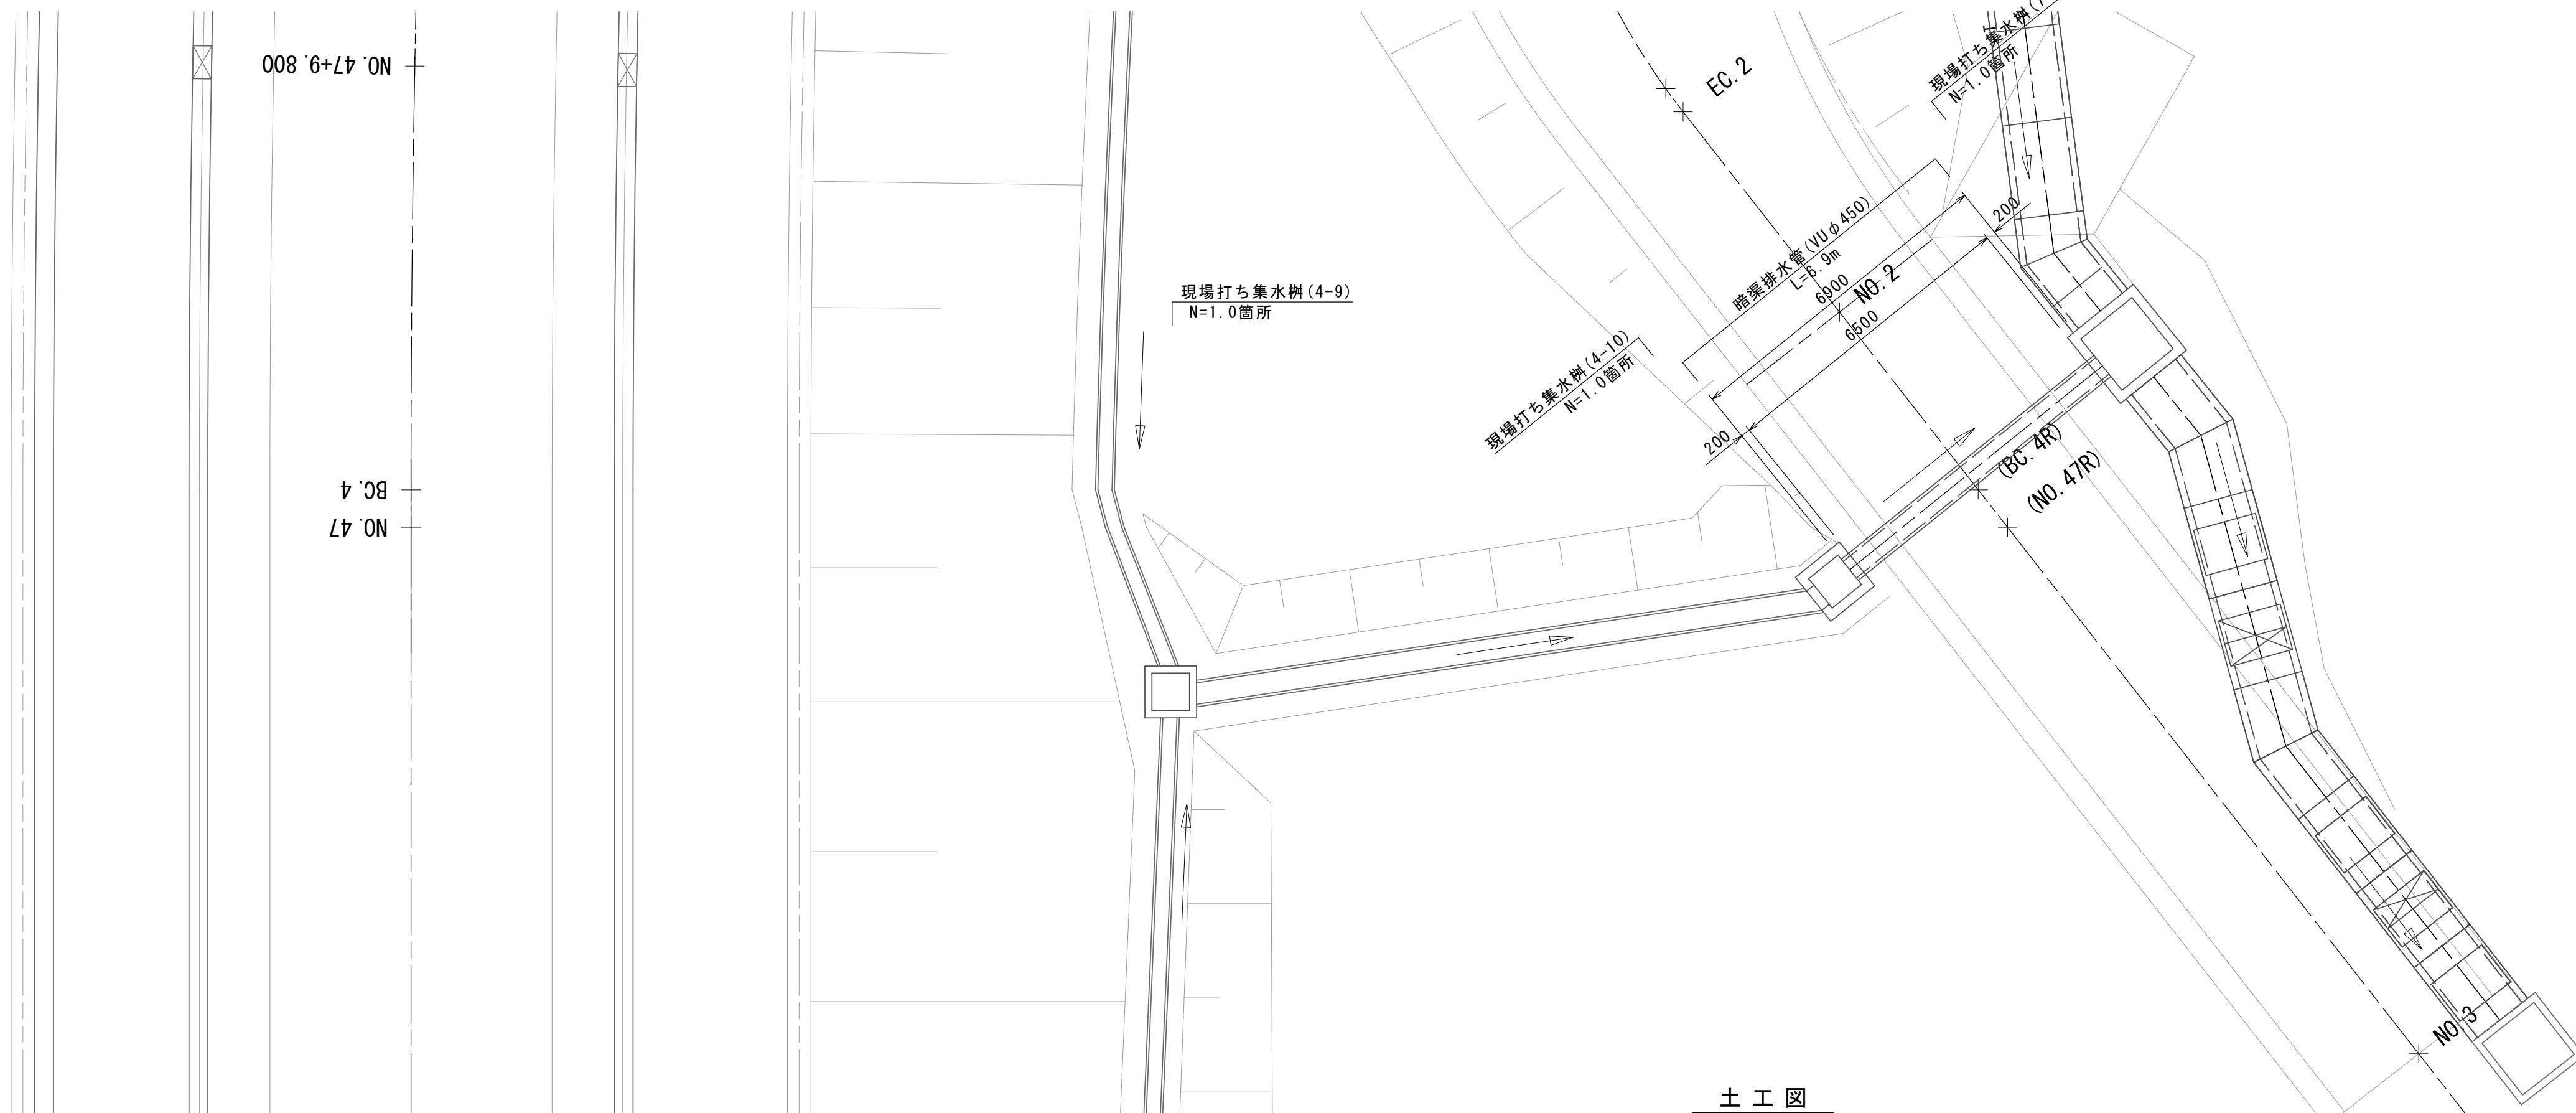 NO. 47+9. 800
BC. 4
NO. 47
現場打ち集水桝(4-9)
N=1.0箇所
EC. 2
現場打ち集水桝
N=1.0箇所
暗渠排水管(VUφ450)
L=6.9m
6900
6500
200
200
NO. 2
現場打ち集水桝(4-10)
N=1.0箇所
(BC. 4R)
(NO. 47R)
NO. 3
土 工 図